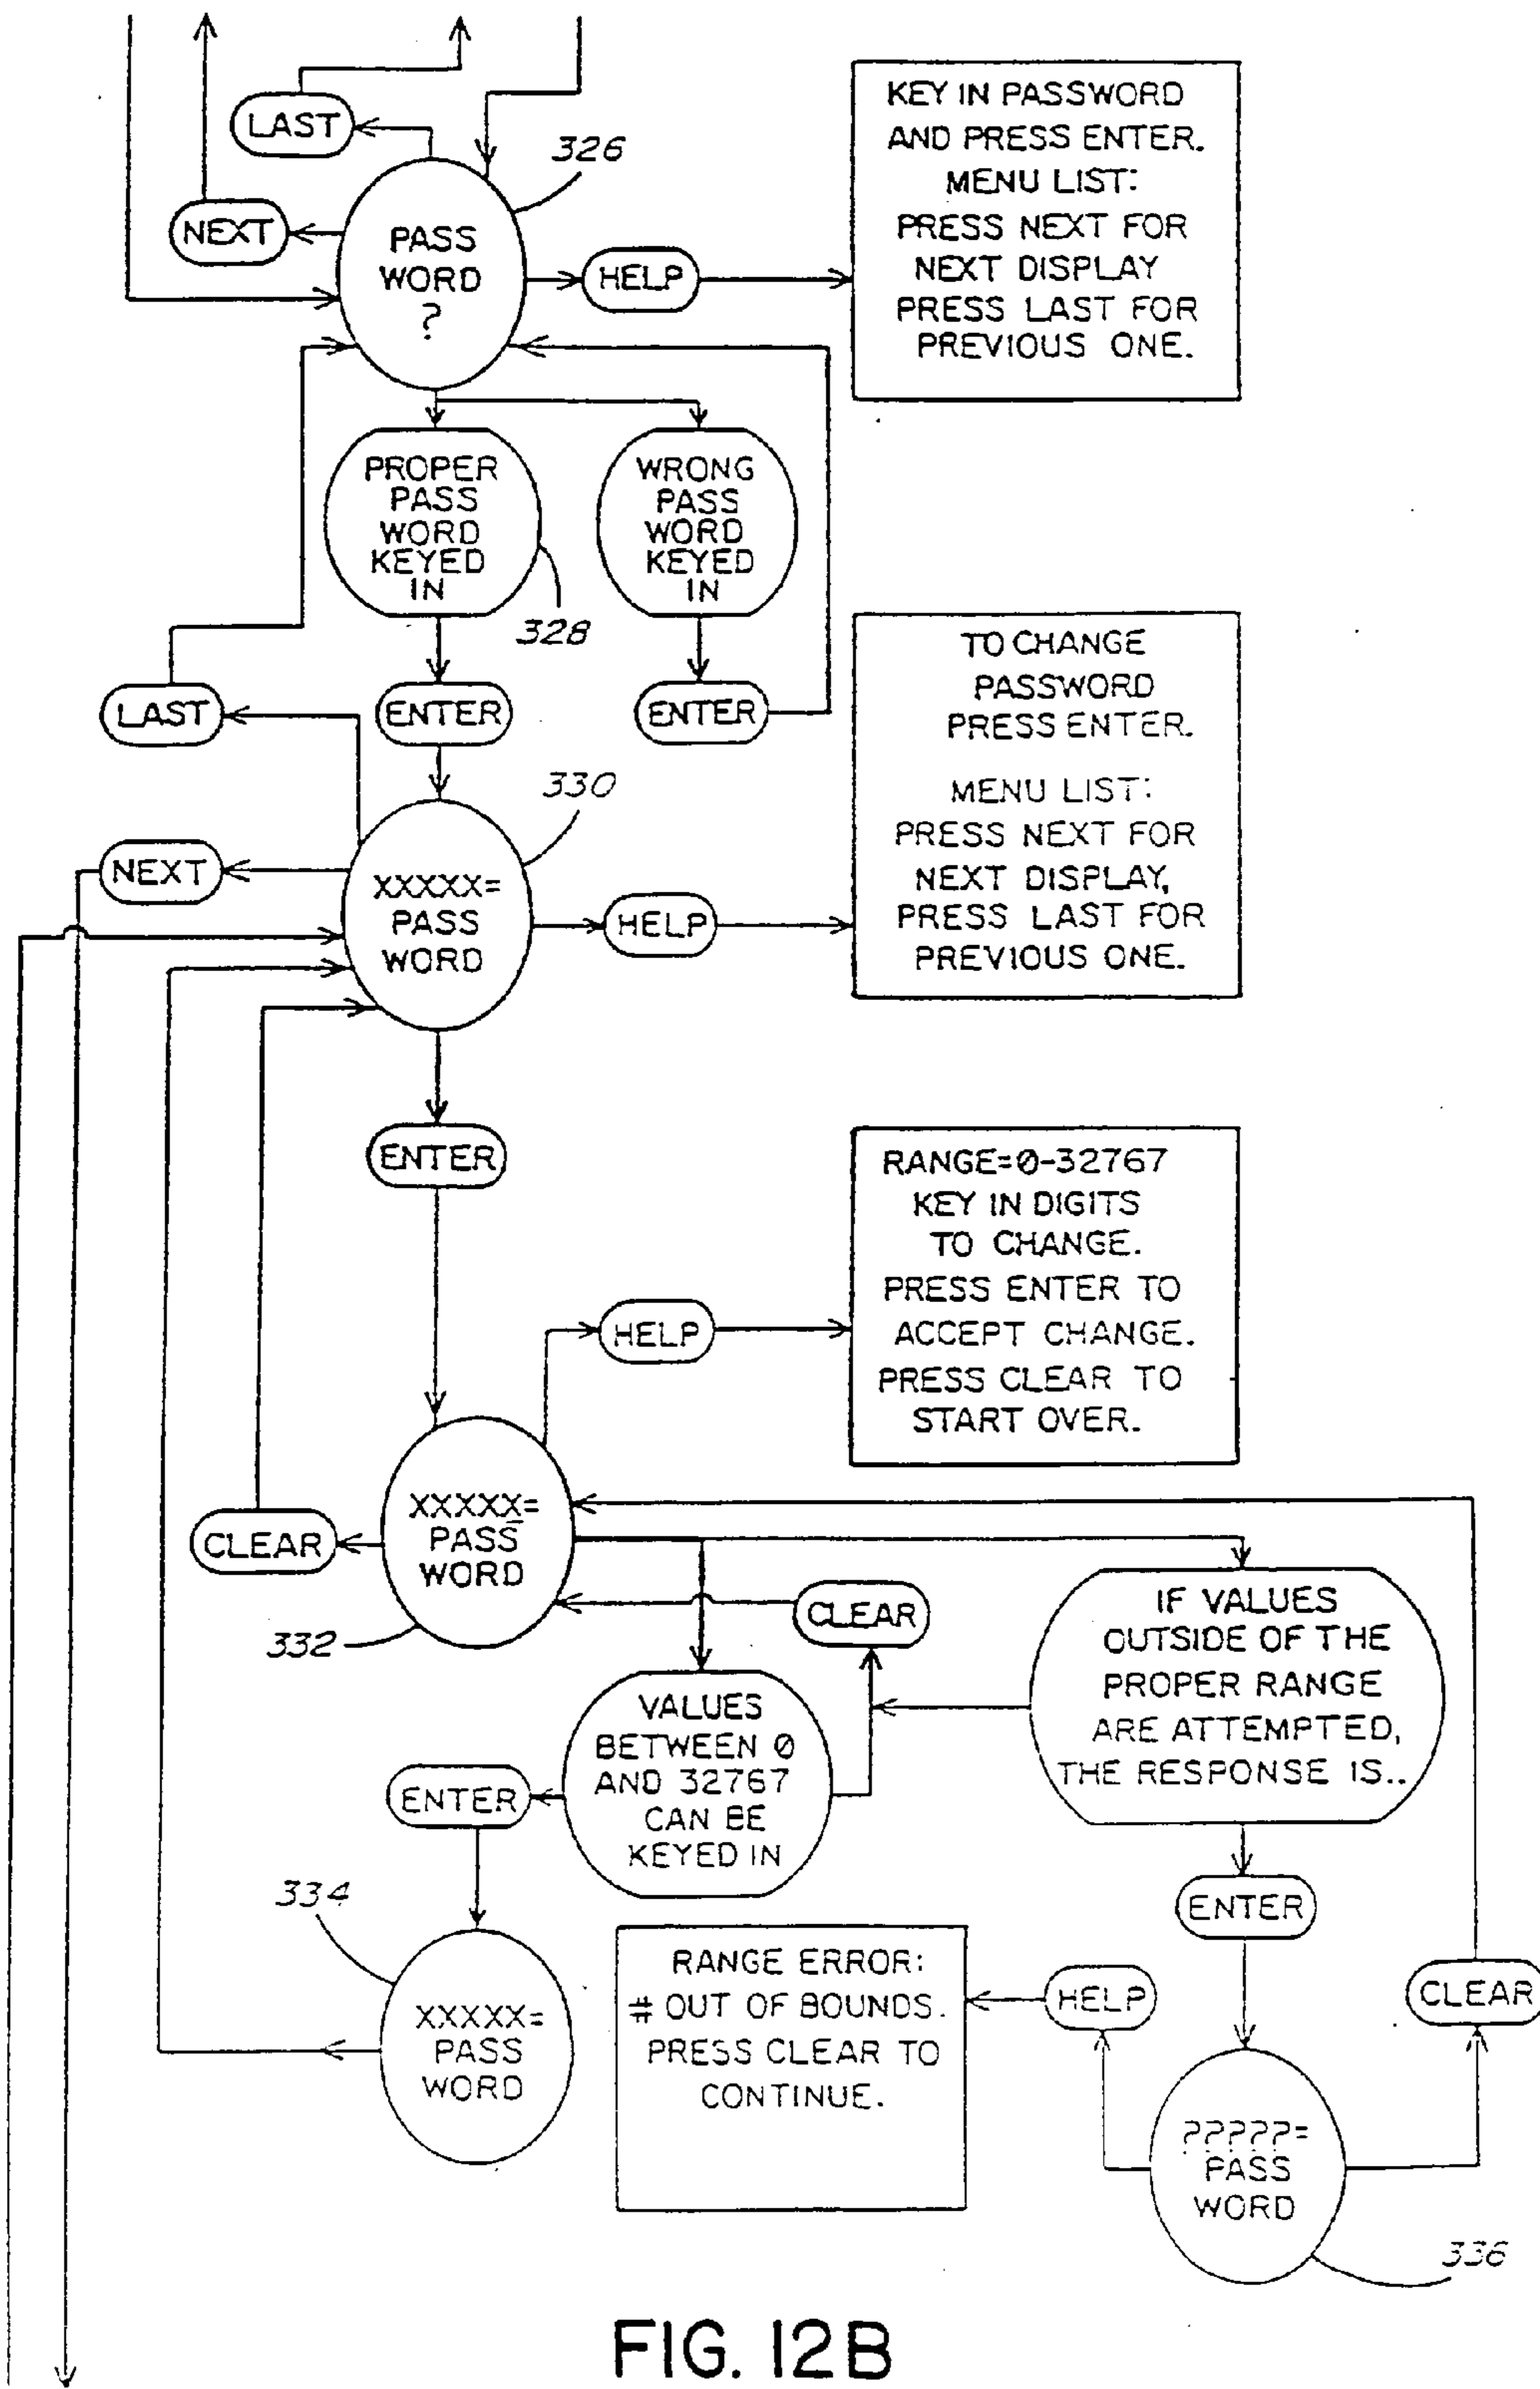 LAST
326
NEXT
PASS
WORD
?
HELP
KEY IN PASSWORD
AND PRESS ENTER.
MENU LIST:
PRESS NEXT FOR
NEXT DISPLAY
PRESS LAST FOR
PREVIOUS ONE.
PROPER
PASS
WORD
KEYED
IN
328
WRONG
PASS
WORD
KEYED
IN
LAST
ENTER
ENTER
TO CHANGE
PASSWORD
PRESS ENTER.
MENU LIST:
PRESS NEXT FOR
NEXT DISPLAY,
PRESS LAST FOR
PREVIOUS ONE.
330
NEXT
XXXXX=
PASS
WORD
HELP
ENTER
RANGE=0-32767
KEY IN DIGITS
TO CHANGE.
PRESS ENTER TO
ACCEPT CHANGE.
PRESS CLEAR TO
START OVER.
HELP
CLEAR
XXXXX=
PASS
WORD
332
CLEAR
IF VALUES
OUTSIDE OF THE
PROPER RANGE
ARE ATTEMPTED,
THE RESPONSE IS..
VALUES
BETWEEN 0
AND 32767
CAN BE
KEYED IN
ENTER
ENTER
334
XXXXX=
PASS
WORD
RANGE ERROR:
# OUT OF BOUNDS.
PRESS CLEAR TO
CONTINUE.
HELP
CLEAR
?????=
PASS
WORD
336
FIG. 12B